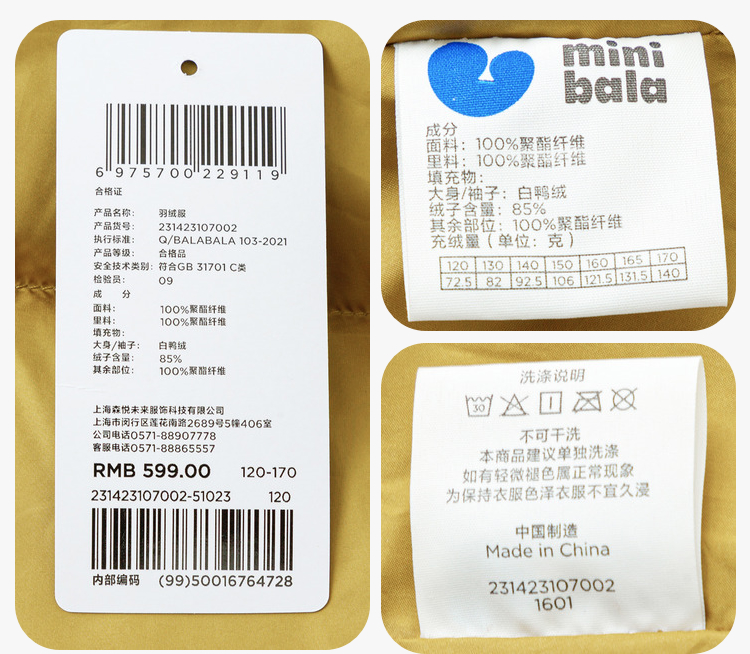 6 975700 229119
合格证
产品名称： 羽绒服
产品货号： 231423107002
执行标准： Q/BALABALA 103-2021
产品等级： 合格品
安全技术类别：符合GB 31701 C类
检验员： 09
成 分
面料： 100%聚酯纤维
里料： 100%聚酯纤维
填充物：
大身/袖子： 白鸭绒
绒子含量： 85%
其余部位： 100%聚酯纤维
上海森悦未来服饰科技有限公司
上海市闵行区莲花南路2689号5幢406室
公司电话0571-88907778
客服电话0571-88865557
RMB 599.00 120-170
231423107002-51023 120
内部编码 (99)50016764728
mini
bala
成分
面料：100%聚酯纤维
里料：100%聚酯纤维
填充物：
大身/袖子：白鸭绒
绒子含量：85%
其余部位：100%聚酯纤维
充绒量（单位：克）
120 130 140 150 160 165 170
72.5 82 92.5 106 121.5 131.5 140
洗涤说明
30
不可干洗
本商品建议单独洗涤
如有轻微褪色属正常现象
为保持衣服色泽衣服不宜久浸
中国制造
Made in China
231423107002
1601